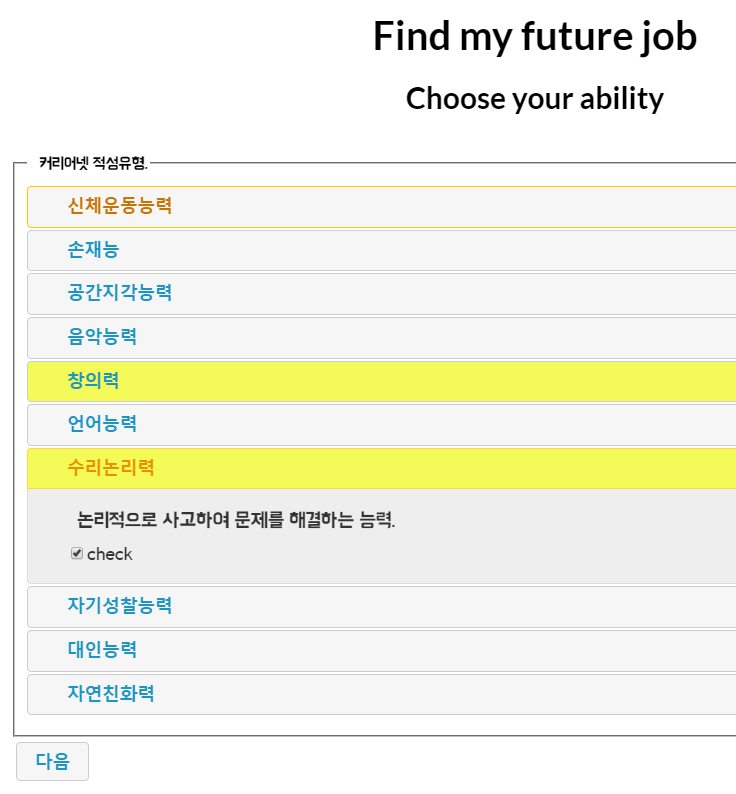 Find my future job
Choose your ability
커리어넷 적성유형.
신체운동능력
손재능
공간지각능력
음악능력
창의력
언어능력
수리논리력
논리적으로 사고하여 문제를 해결하는 능력.
check
자기성찰능력
대인능력
자연친화력
다음